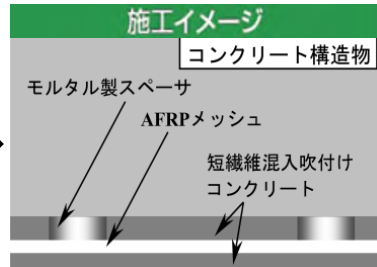 施工イメージ
コンクリート構造物
モルタル製スペーサ
AFRPメッシュ
短繊維混入吹付け
コンクリート